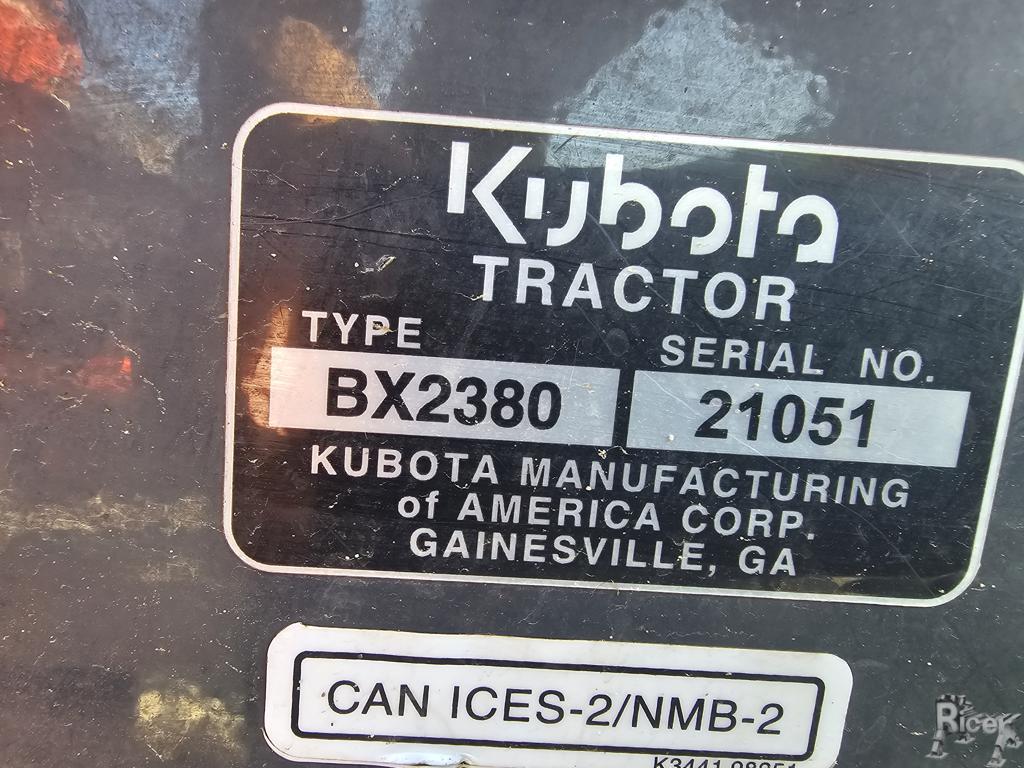 Kubota
TRACTOR
TYPE
SERIAL NO.
BX2380
21051
KUBOTA MANUFACTURING
of AMERICA CORP.
GAINESVILLE, GA
CAN ICES-2/NMB-2